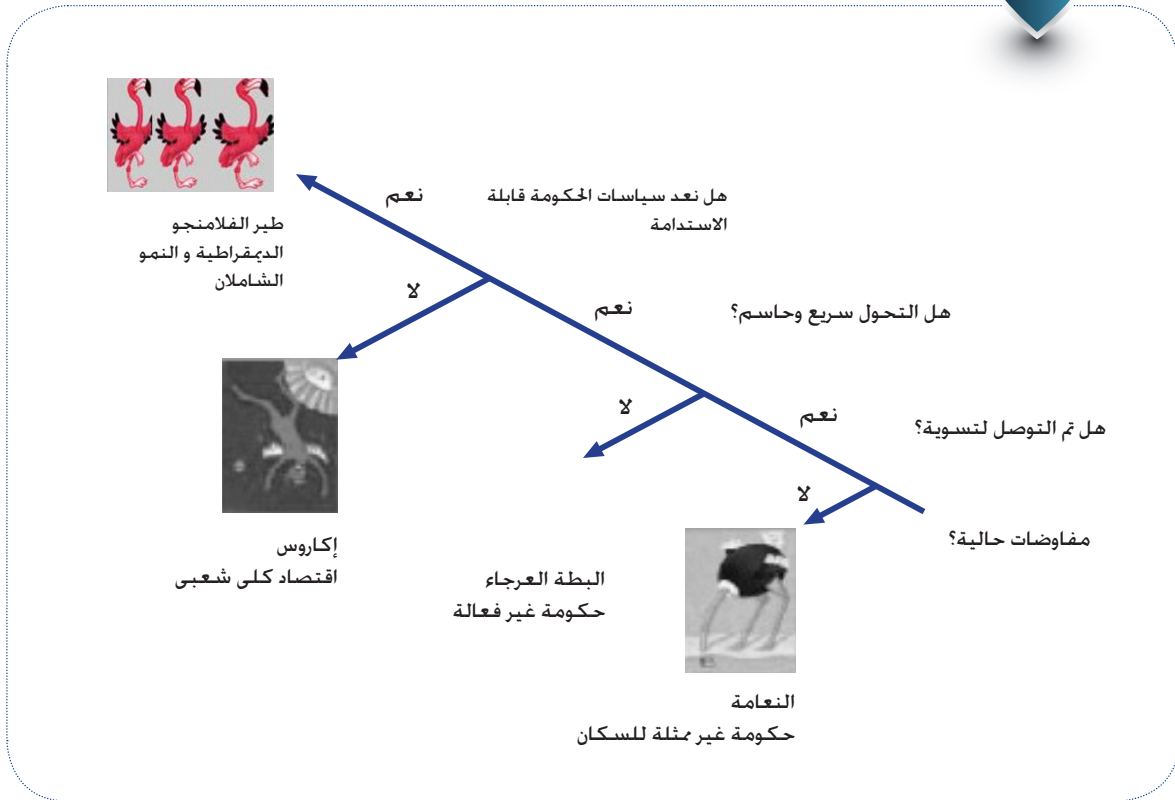 نعم
هل نعد سياسات الحكومة قابلة
الاستدامة
طير الفلامنجو
الديمقراطية و النمو
الشاملان
لا
نعم
هل التحول سريع وحاسم؟
لا
نعم
هل تم التوصل لتسوية؟
لا
مفاوضات حالية؟
إكاروس
اقتصاد كلى شعبى
البطة العرجاء
حكومة غير فعالة
النعامة
حكومة غير ممثلة للسكان